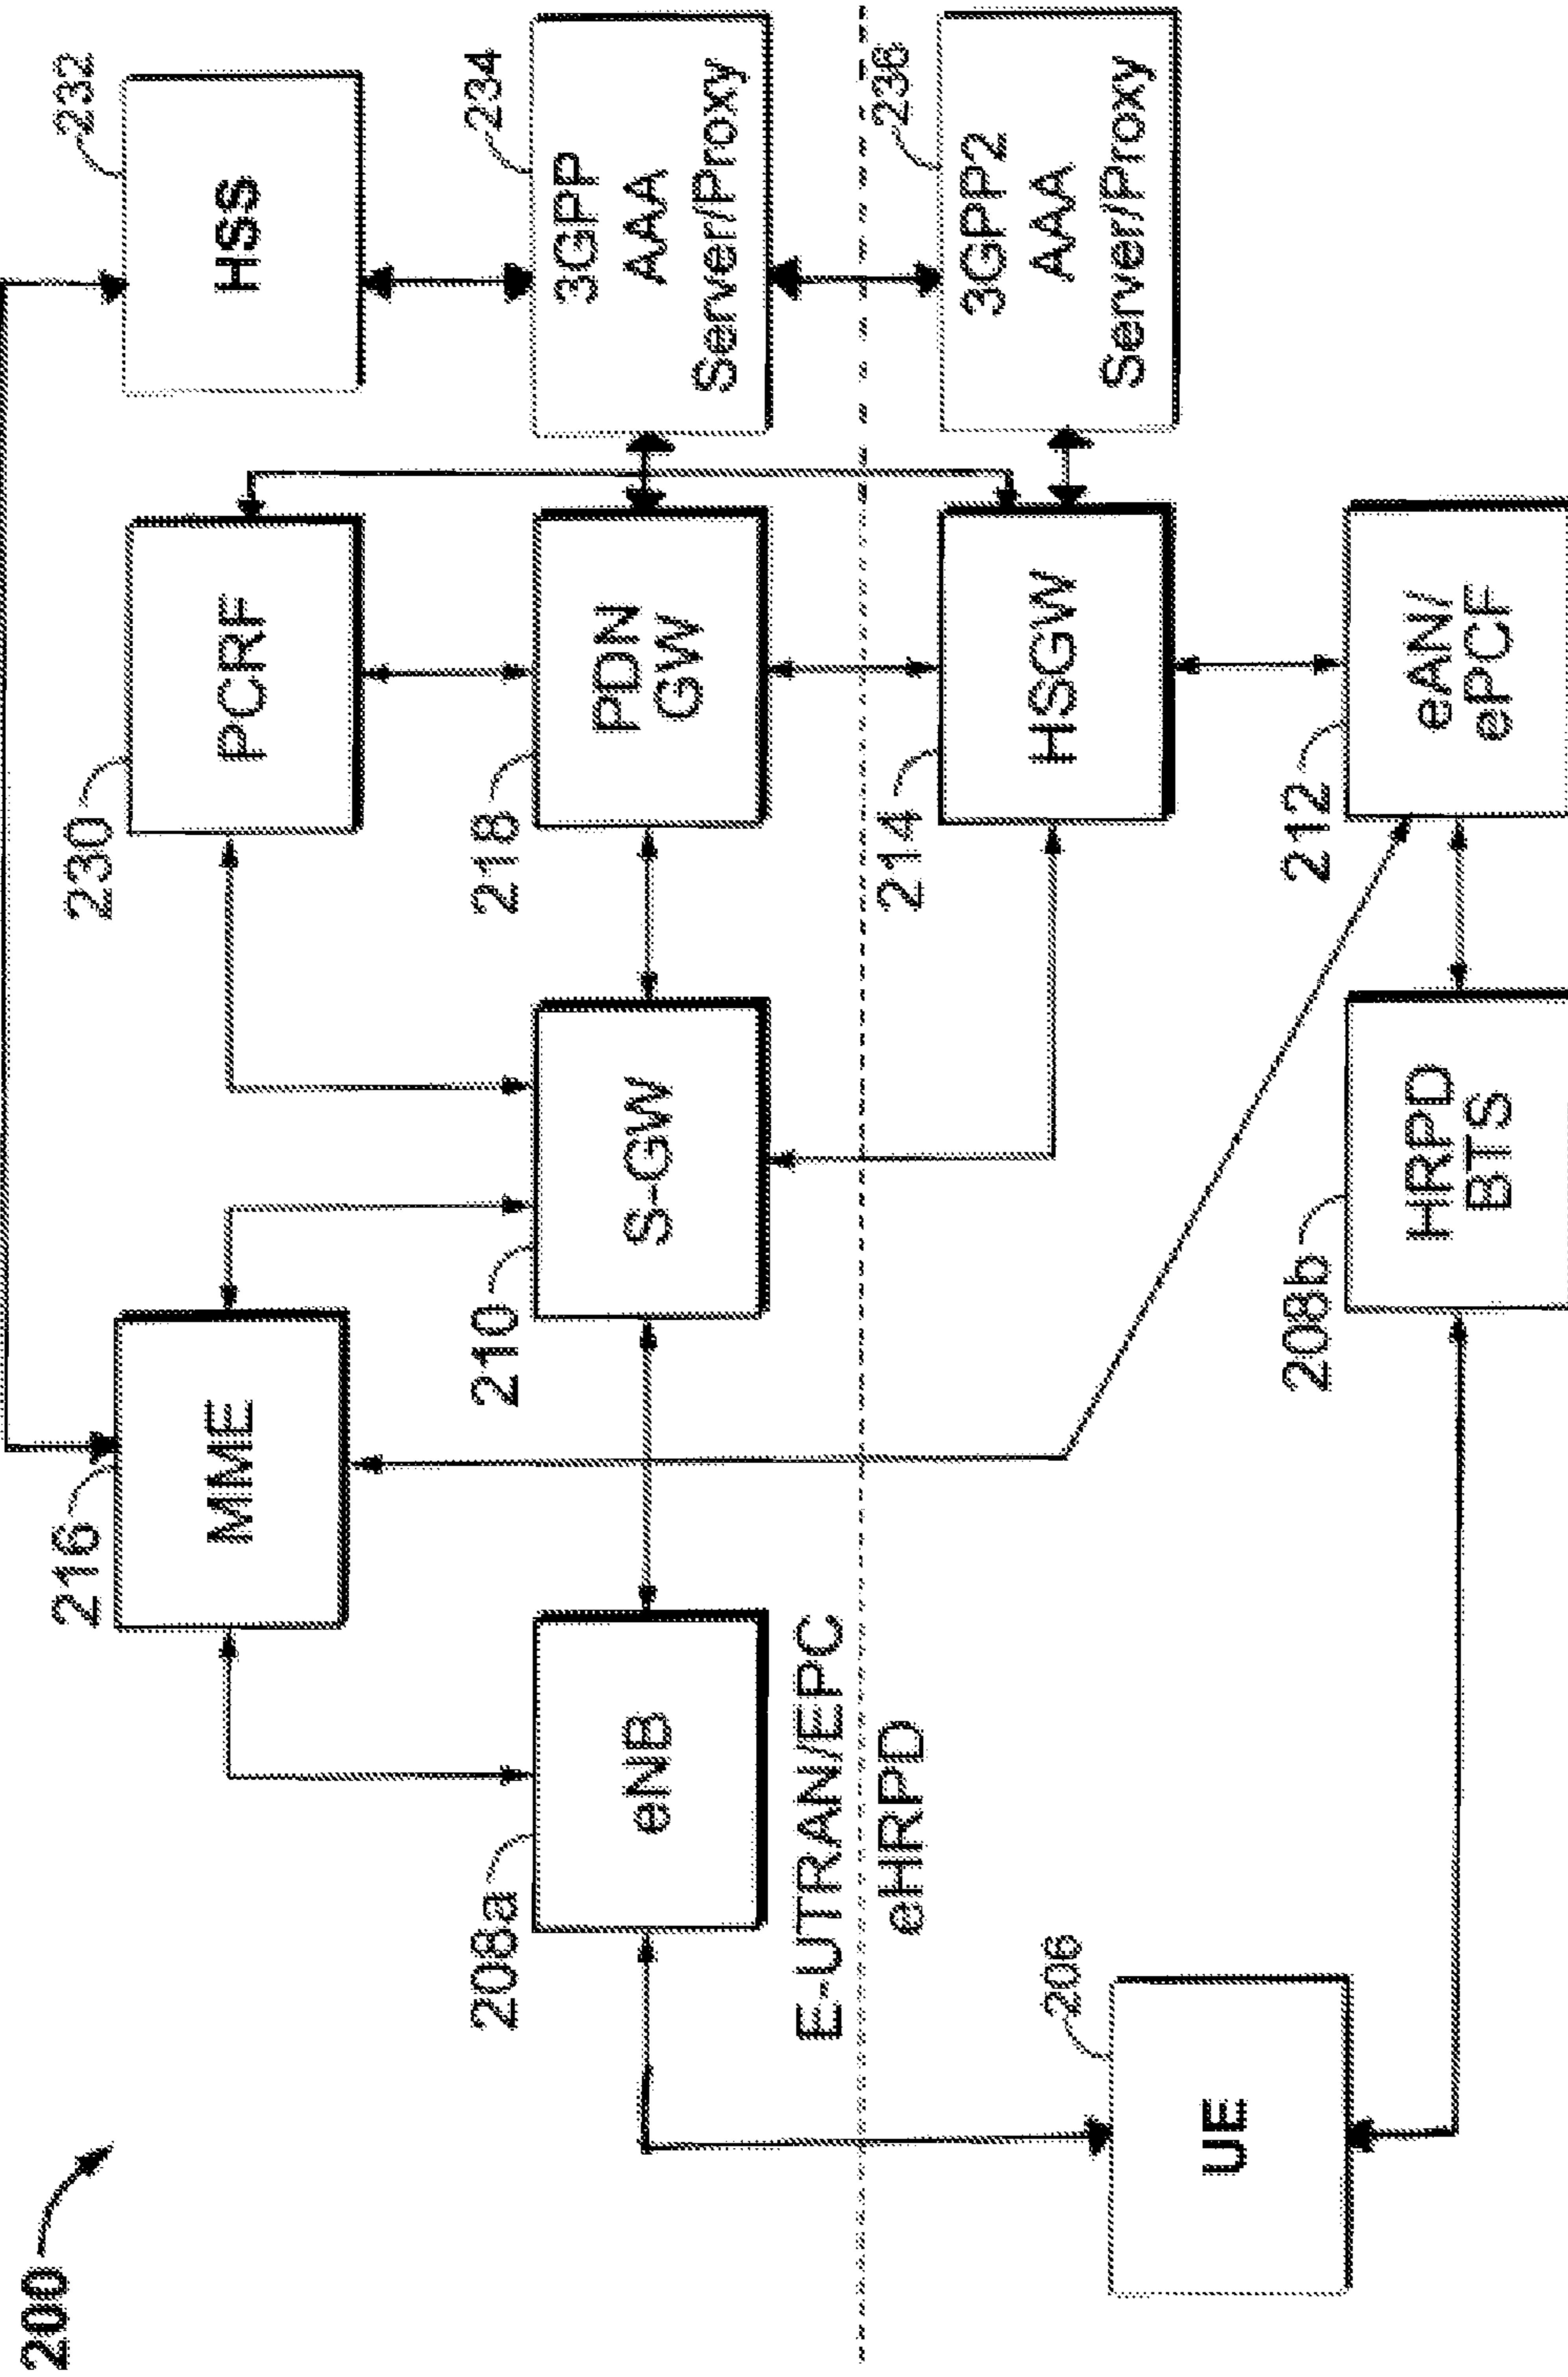 200
216
MME
230
PCRF
232
HSS
208a
eNB
210
S-GW
218
PDN
GW
234
3GPP
AAA
Server/Proxy
E-UTRAN/EPC
eHRPD
214
HSGW
236
3GPP2
AAA
Server/Proxy
206
UE
208b
HRPD
BTS
212
eAN/
ePCF